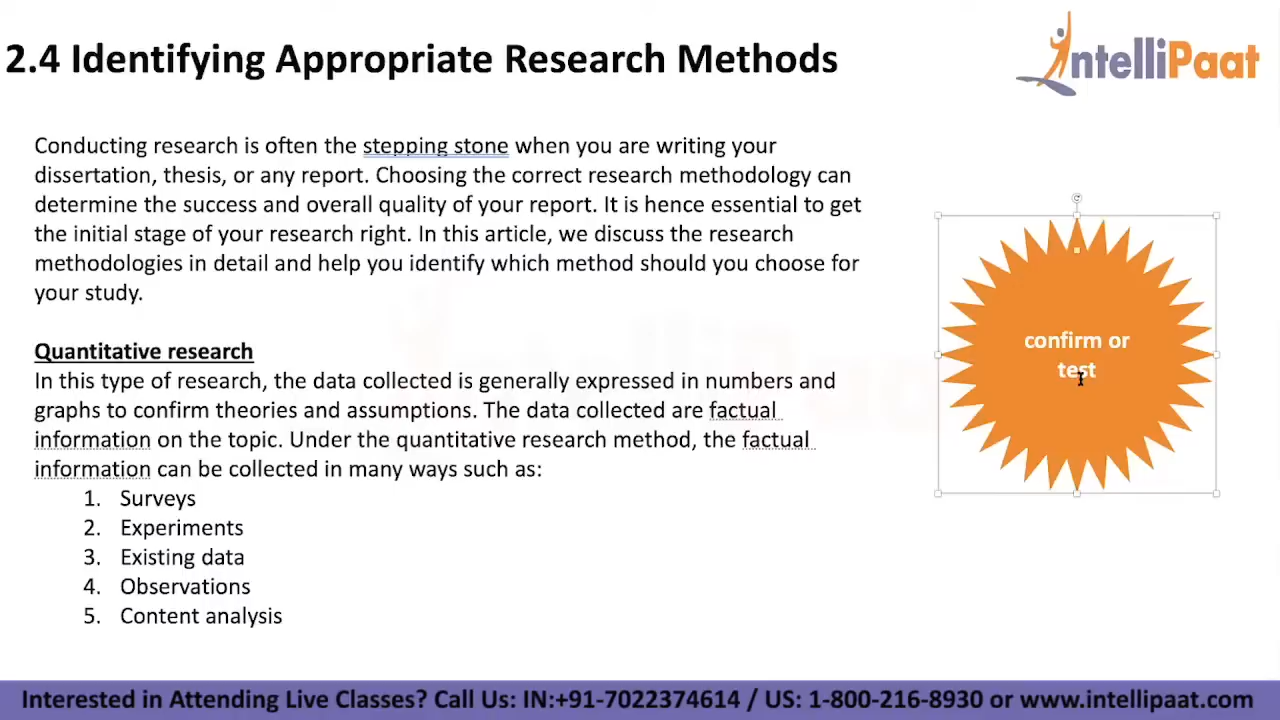 2.4 Identifying Appropriate Research Methods
IntelliPaat
Conducting research is often the stepping stone when you are writing your
dissertation, thesis, or any report. Choosing the correct research methodology can
determine the success and overall quality of your report. It is hence essential to get
the initial stage of your research right. In this article, we discuss the research
methodologies in detail and help you identify which method should you choose for
your study.
Quantitative research
In this type of research, the data collected is generally expressed in numbers and
graphs to confirm theories and assumptions. The data collected are factual
information on the topic. Under the quantitative research method, the factual
information can be collected in many ways such as:
1. Surveys
2. Experiments
3. Existing data
4. Observations
5. Content analysis
confirm or
test
Interested in Attending Live Classes? Call Us: IN:+91-7022374614 / US: 1-800-216-8930 or www.intellipaat.com